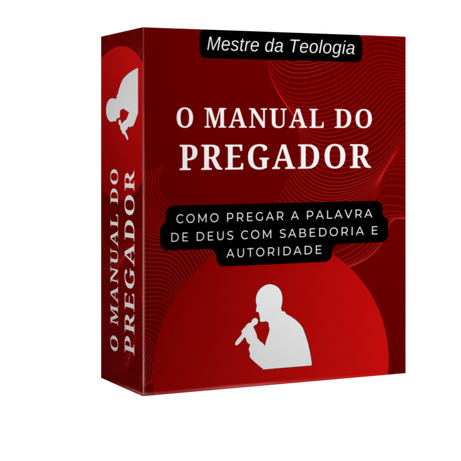 Mestre da Teologia
O MANUAL DO
PREGADOR
COMO PREGAR A PALAVRA
DE DEUS COM SABEDORIA E
AUTORIDADE
O MANUAL DO
PREGADOR